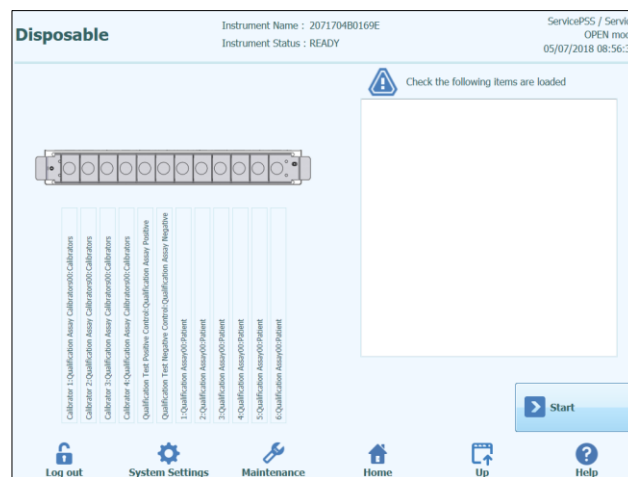 Disposable
Instrument Name : 2071704B0169E
Instrument Status : READY
ServicePSS / Servic
OPEN mod
05/07/2018 08:56:3
Check the following items are loaded
Calibrator 1:Qualification Assay Calibrators00:Calibrators
Calibrator 2:Qualification Assay Calibrators00:Calibrators
Calibrator 3:Qualification Assay Calibrators00:Calibrators
Calibrator 4:Qualification Assay Calibrators00:Calibrators
Qualification Test Positive Control:Qualification Assay Positive
Qualification Test Negative Control:Qualification Assay Negative
1:Qualification Assay00:Patient
2:Qualification Assay00:Patient
3:Qualification Assay00:Patient
4:Qualification Assay00:Patient
5:Qualification Assay00:Patient
6:Qualification Assay00:Patient
Start
Log out
System Settings
Maintenance
Home
Up
Help